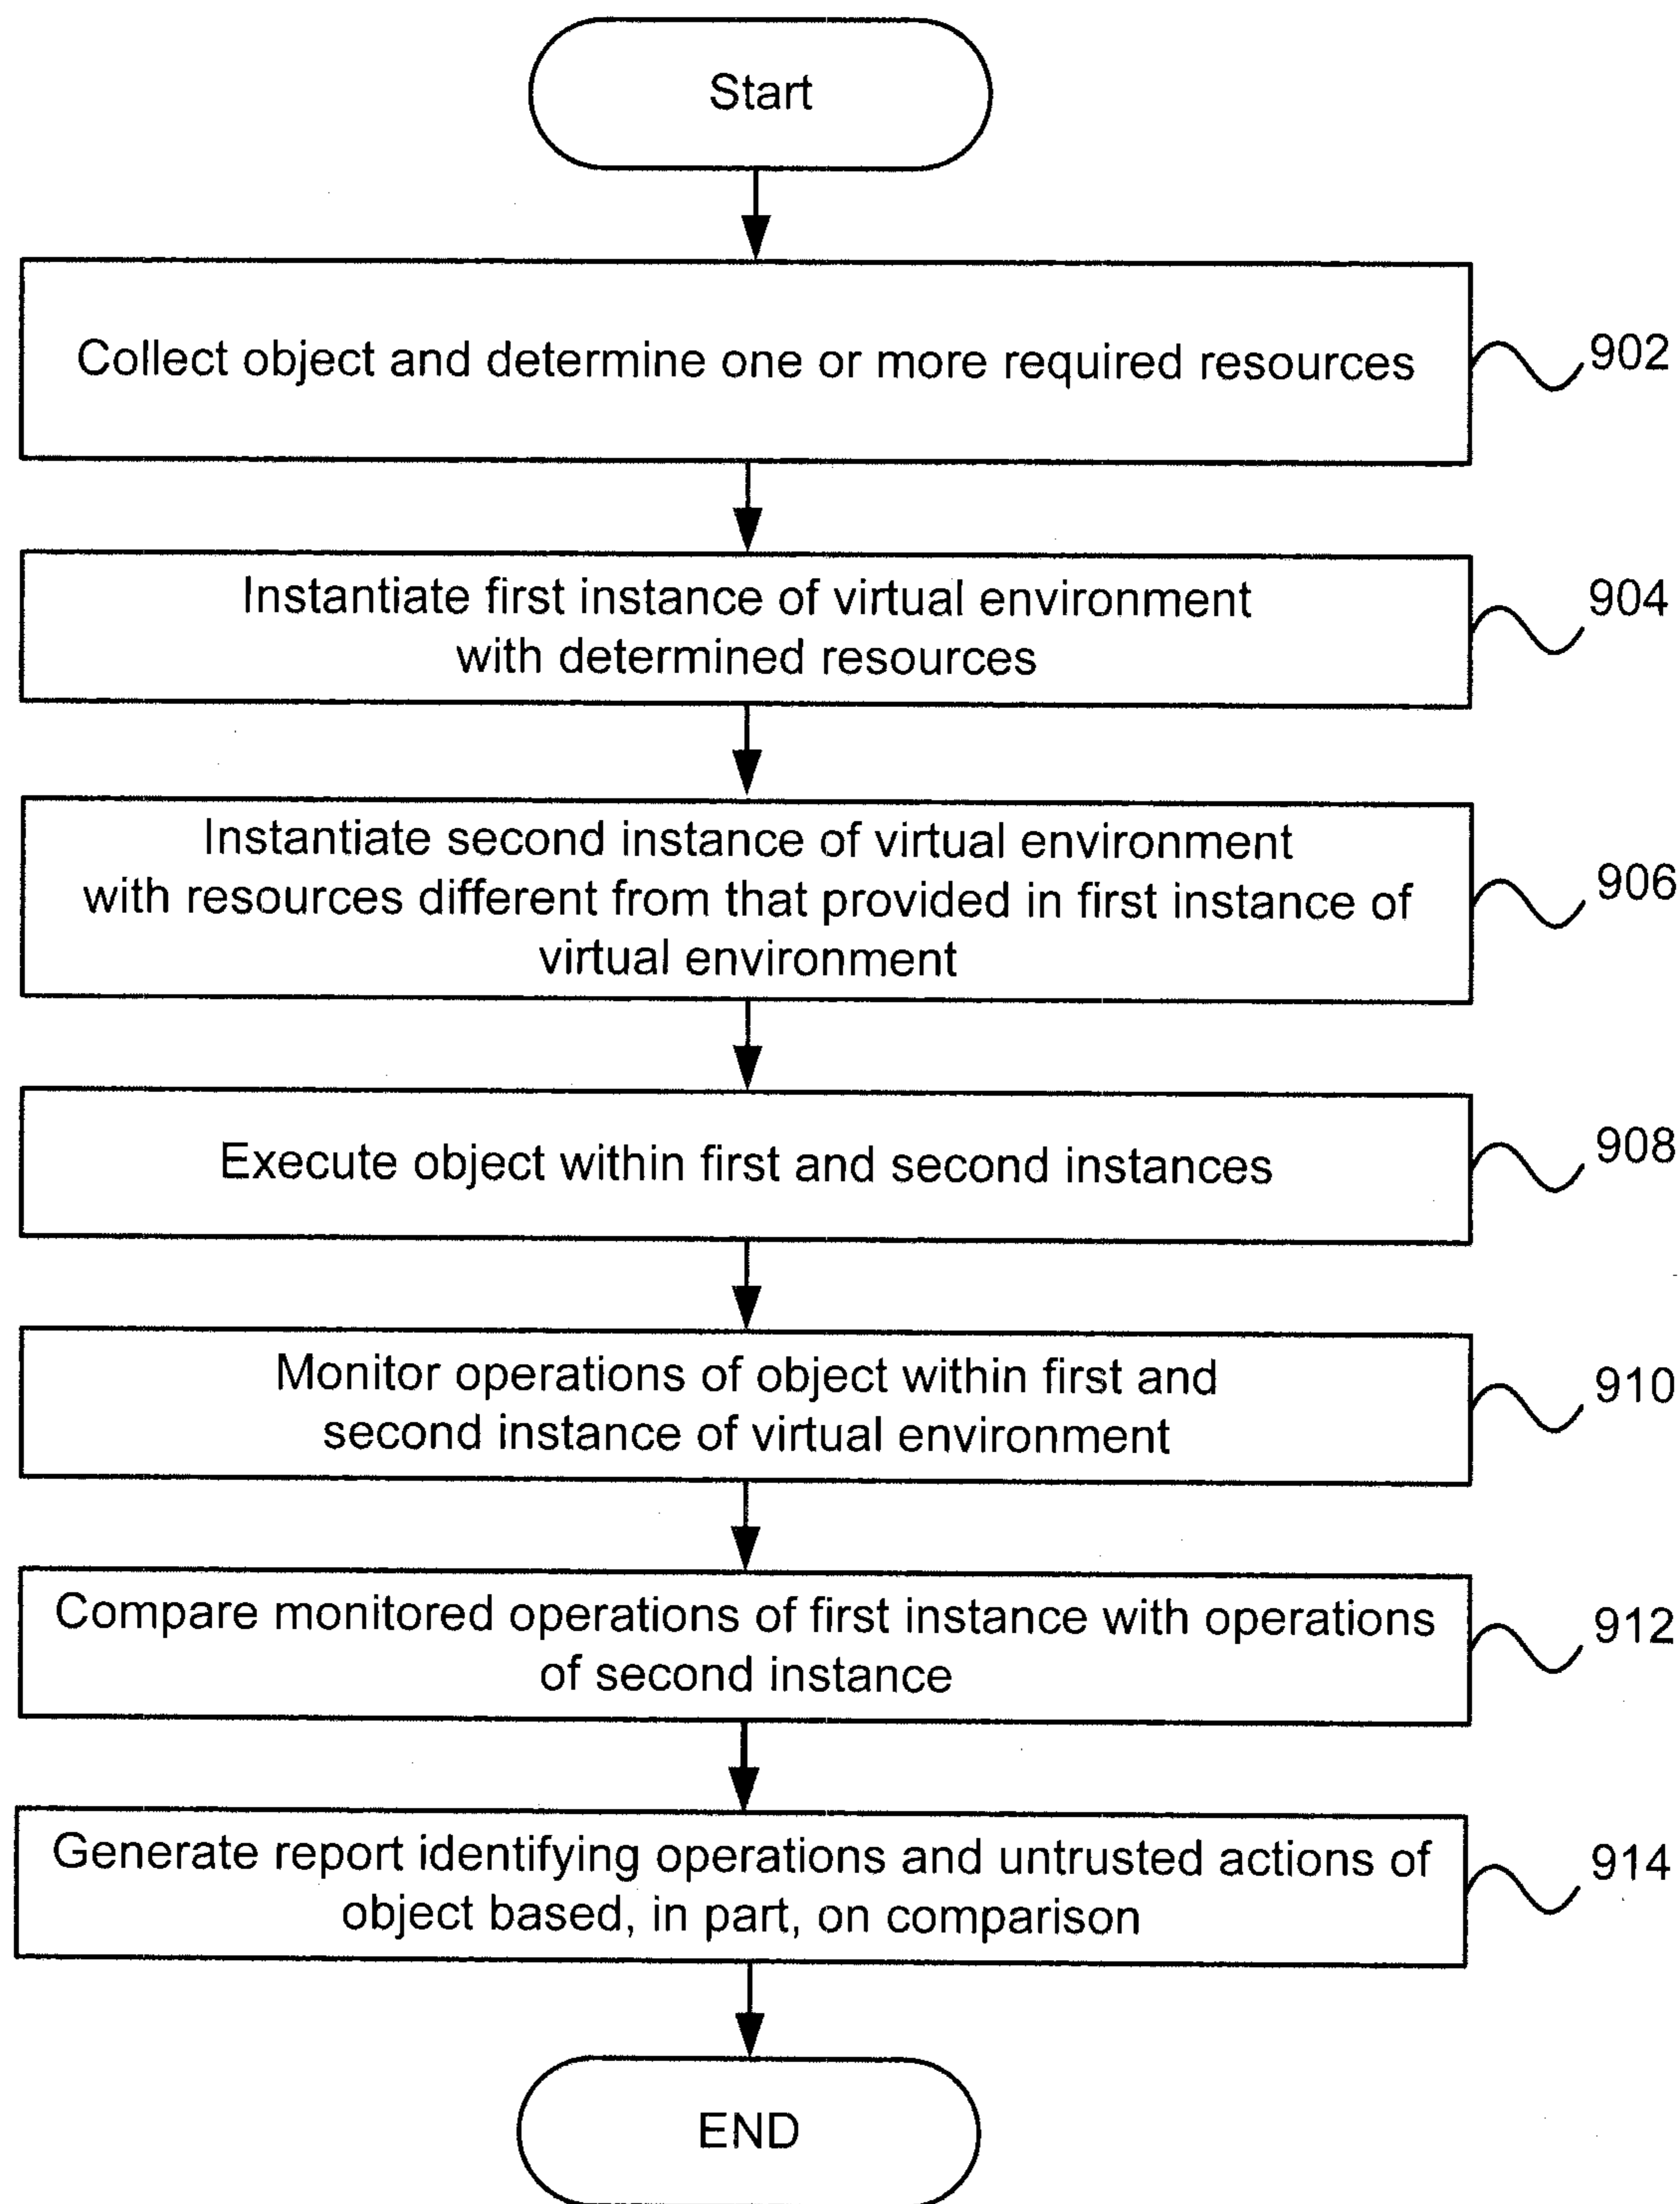 Start
Collect object and determine one or more required resources
902
Instantiate first instance of virtual environment
with determined resources
904
Instantiate second instance of virtual environment
with resources different from that provided in first instance of
virtual environment
906
Execute object within first and second instances
908
Monitor operations of object within first and
second instance of virtual environment
910
Compare monitored operations of first instance with operations
of second instance
912
Generate report identifying operations and untrusted actions of
object based, in part, on comparison
914
END